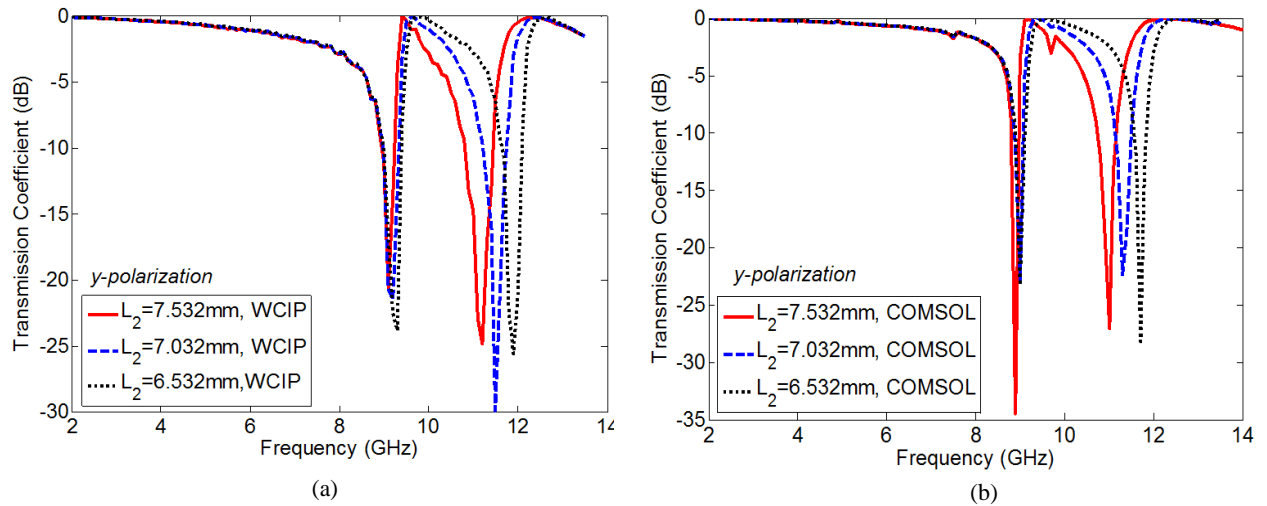 0
-5
-10
-15
-20
-25
-30
2
4
6
8
10
12
14
Transmission Coefficient (dB)
Frequency (GHz)
y-polarization
L2=7.532mm, WCIP
L2=7.032mm, WCIP
L2=6.532mm,WCIP
(a)
0
-5
-10
-15
-20
-25
-30
-35
2
4
6
8
10
12
14
Transmission Coefficient (dB)
Frequency (GHz)
y-polarization
L2=7.532mm, COMSOL
L2=7.032mm, COMSOL
L2=6.532mm, COMSOL
(b)